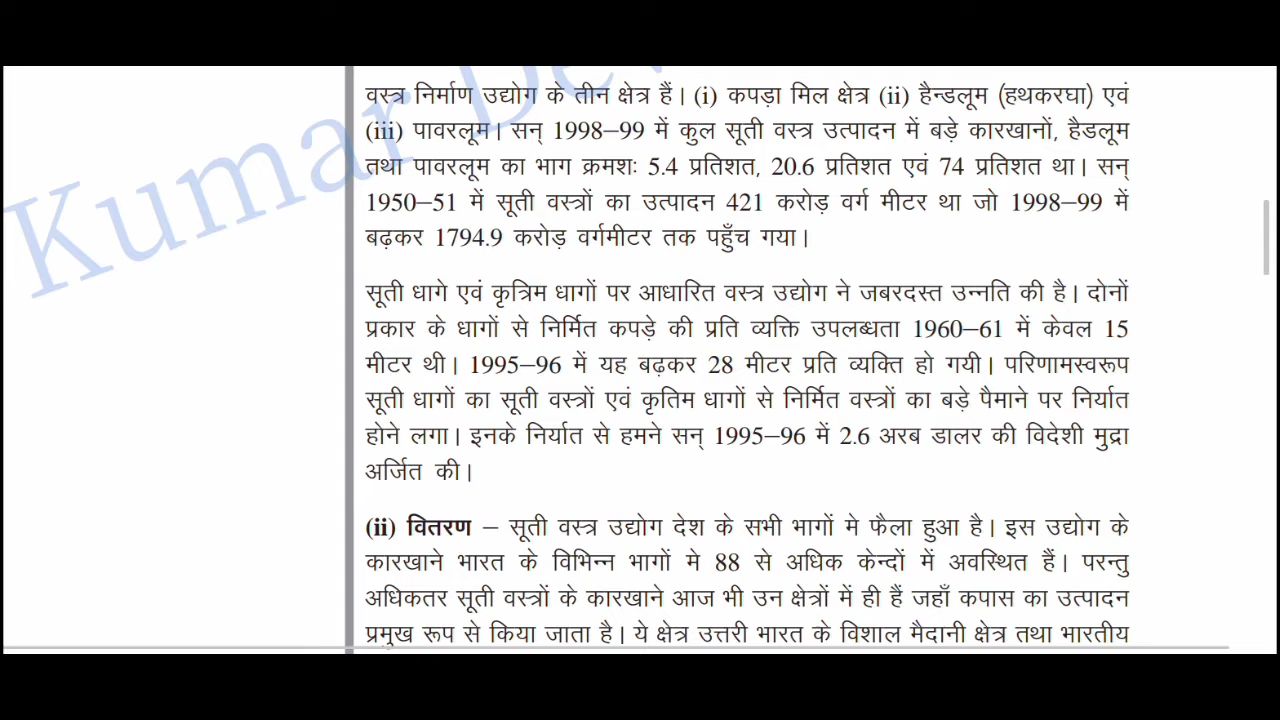 वस्त्र निर्माण उद्योग के तीन क्षेत्र हैं। (i) कपड़ा मिल क्षेत्र (ii) हैन्डलूम (हथकरघा) एवं
(iii) पावरलूम। सन् 1998–99 में कुल सूती वस्त्र उत्पादन में बड़े कारखानों, हैडलूम
तथा पावरलूम का भाग क्रमशः 5.4 प्रतिशत, 20.6 प्रतिशत एवं 74 प्रतिशत था। सन्
1950–51 में सूती वस्त्रों का उत्पादन 421 करोड़ वर्ग मीटर था जो 1998–99 में
बढ़कर 1794.9 करोड़ वर्गमीटर तक पहुँच गया।
सूती धागे एवं कृत्रिम धागों पर आधारित वस्त्र उद्योग ने जबरदस्त उन्नति की है। दोनों
प्रकार के धागों से निर्मित कपड़े की प्रति व्यक्ति उपलब्धता 1960–61 में केवल 15
मीटर थी। 1995–96 में यह बढ़कर 28 मीटर प्रति व्यक्ति हो गयी। परिणामस्वरूप
सूती धागों का सूती वस्त्रों एवं कृतिम धागों से निर्मित वस्त्रों का बड़े पैमाने पर निर्यात
होने लगा। इनके निर्यात से हमने सन् 1995–96 में 2.6 अरब डालर की विदेशी मुद्रा
अर्जित की।
(ii) वितरण – सूती वस्त्र उद्योग देश के सभी भागों मे फैला हुआ है। इस उद्योग के
कारखाने भारत के विभिन्न भागों मे 88 से अधिक केन्दों में अवस्थित हैं। परन्तु
अधिकतर सूती वस्त्रों के कारखाने आज भी उन क्षेत्रों में ही हैं जहाँ कपास का उत्पादन
प्रमुख रूप से किया जाता है। ये क्षेत्र उत्तरी भारत के विशाल मैदानी क्षेत्र तथा भारतीय
Kumar